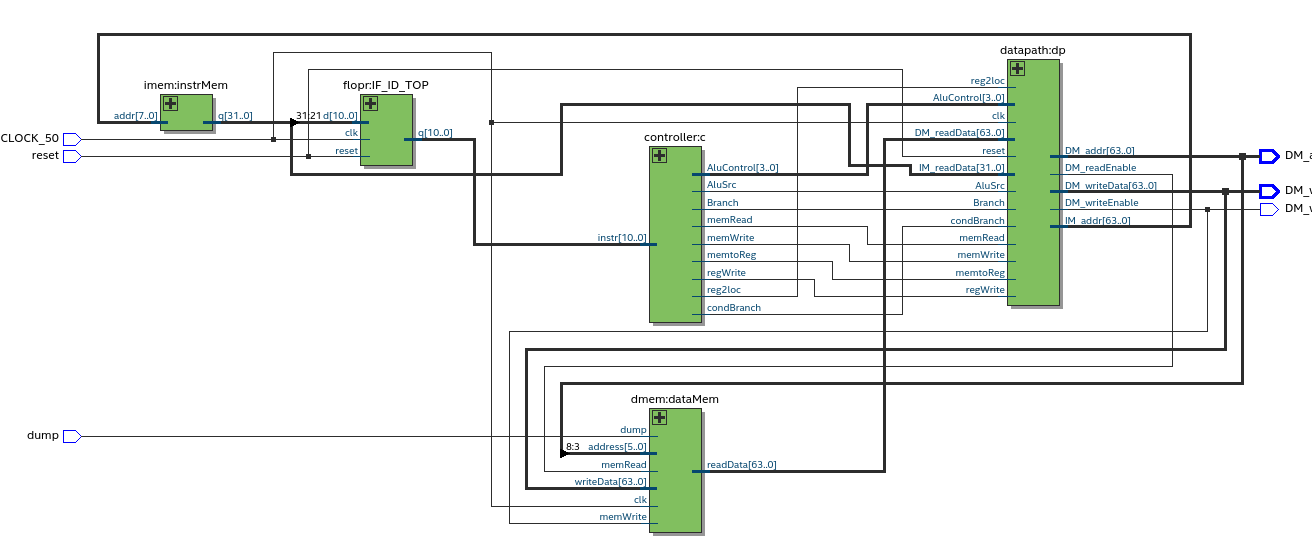 datapath:dp
imem:instrMem
flopr:IF_ID_TOP
reg2loc
AluControl[3..0]
addr[7..0]
q[31..0]
31:21
d[10..0]
clk
clk
q[10..0]
CLOCK_50
controller:c
DM_readData[63..0]
reset
reset
reset
DM_addr[63..0]
DM_a
AluControl[3..0]
IM_readData[31..0]
DM_readEnable
AluSrc
AluSrc
DM_writeData[63..0]
DM_w
Branch
Branch
DM_writeEnable
DM_w
memRead
condBranch
IM_addr[63..0]
instr[10..0]
memWrite
memRead
memtoReg
memWrite
regWrite
memtoReg
reg2loc
regWrite
condBranch
dmem:dataMem
dump
dump
8:3
address[5..0]
memRead
readData[63..0]
writeData[63..0]
clk
memWrite